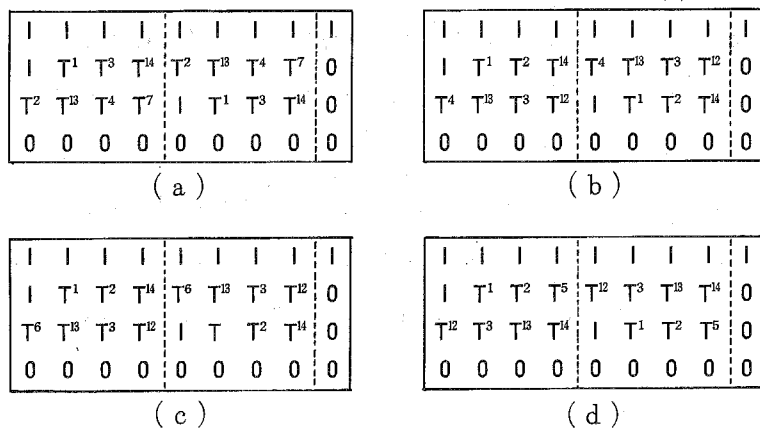 I I I I I I I I I
I T¹ T³ T¹⁴ T² T¹³ T⁴ T⁷ 0
T² T¹³ T⁴ T⁷ I T¹ T³ T¹⁴ 0
0 0 0 0 0 0 0 0 0
(a)
I I I I I I I I I
I T¹ T² T¹⁴ T⁴ T¹³ T³ T¹² 0
T⁴ T¹³ T³ T¹² I T¹ T² T¹⁴ 0
0 0 0 0 0 0 0 0 0
(b)
I I I I I I I I I
I T¹ T² T¹⁴ T⁶ T¹³ T³ T¹² 0
T⁶ T¹³ T³ T¹² I T T² T¹⁴ 0
0 0 0 0 0 0 0 0 0
(c)
I I I I I I I I I
I T¹ T² T⁵ T¹² T³ T¹³ T¹⁴ 0
T¹² T³ T¹³ T¹⁴ I T¹ T² T⁵ 0
0 0 0 0 0 0 0 0 0
(d)